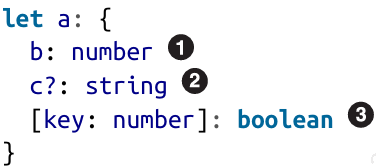 let a: {
b: number ❶
c?: string ❷
[key: number]: boolean ❸
}